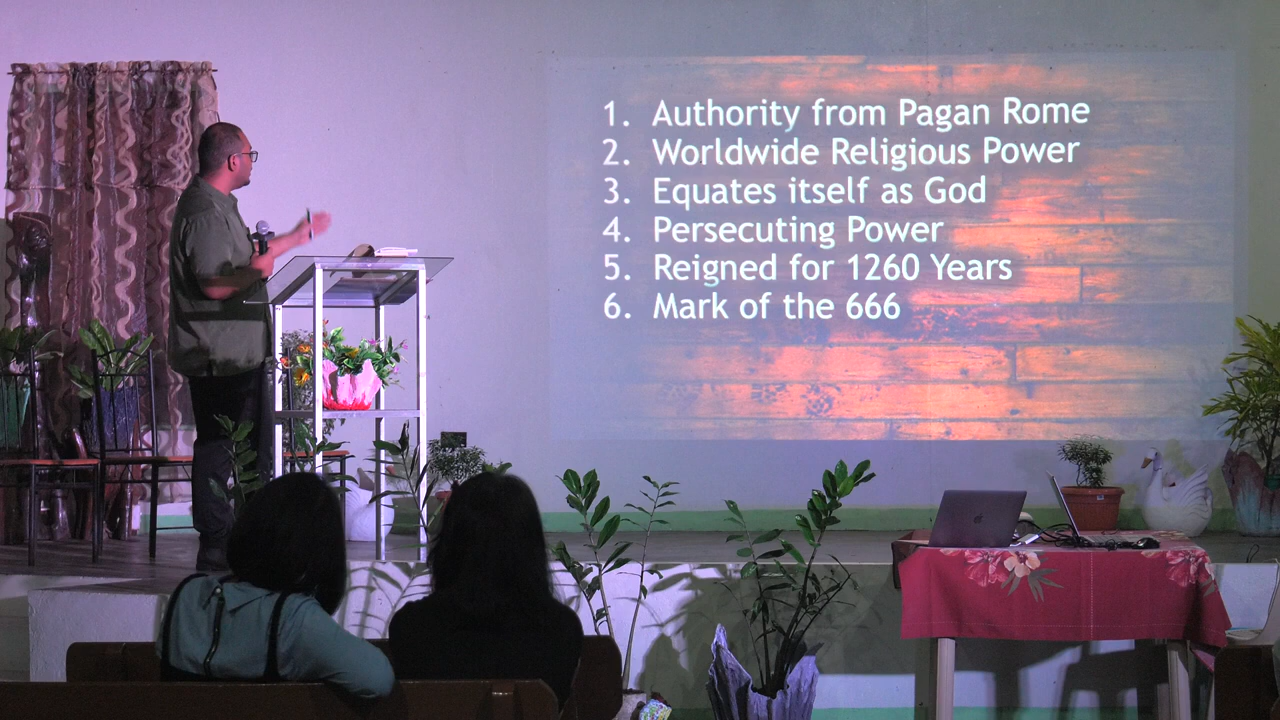 1. Authority from Pagan Rome
2. Worldwide Religious Power
3. Equates itself as God
4. Persecuting Power
5. Reigned for 1260 Years
6. Mark of the 666